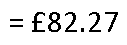 = £82.27